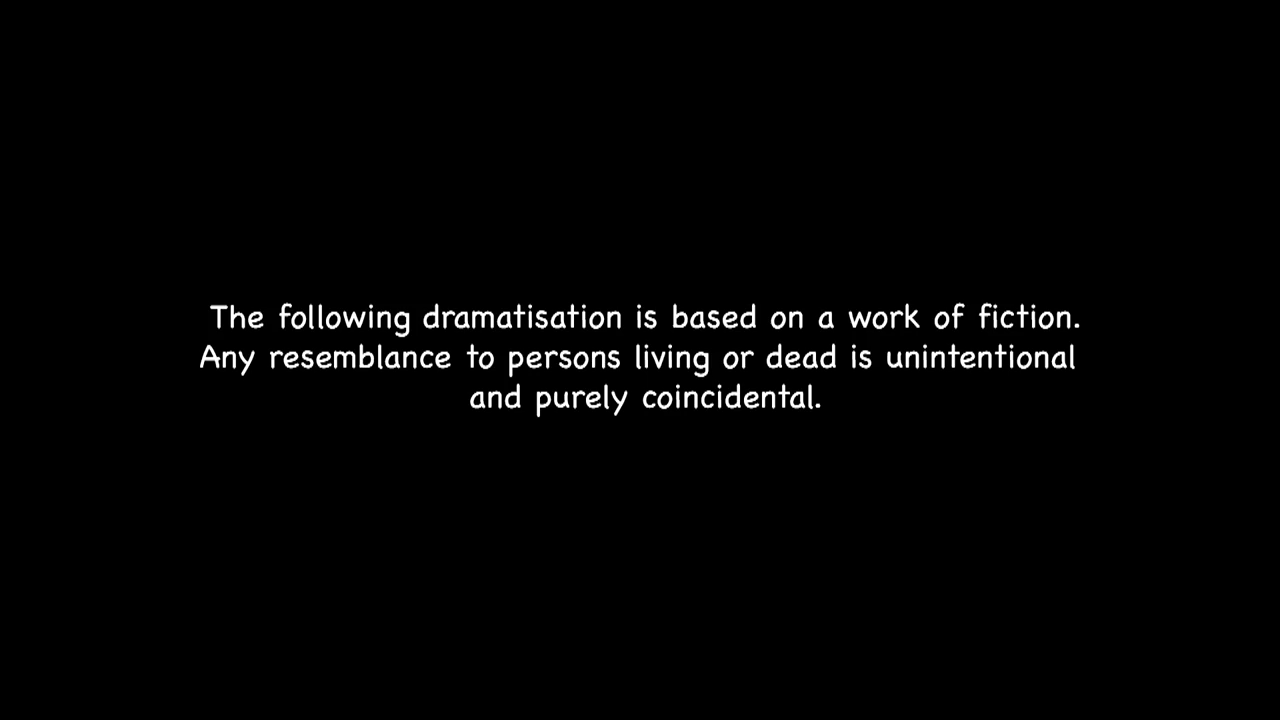 The following dramatisation is based on a work of fiction.
Any resemblance to persons living or dead is unintentional
and purely coincidental.